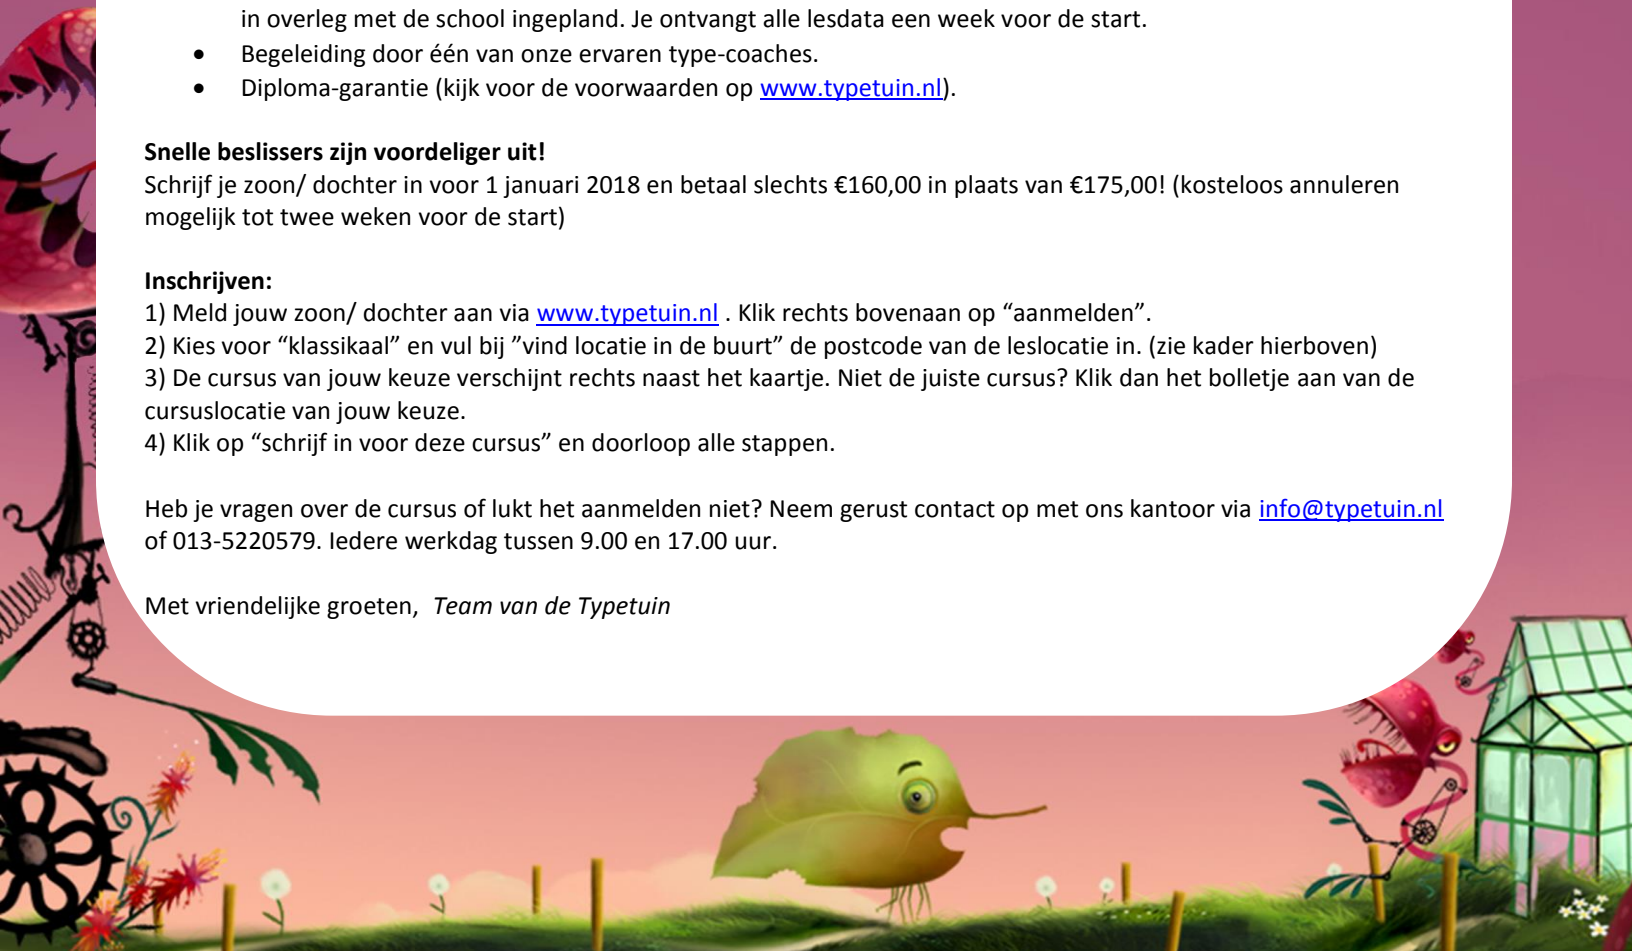 in overleg met de school ingepland. Je ontvangt alle lesdata een week voor de start.
• Begeleiding door één van onze ervaren type-coaches.
• Diploma-garantie (kijk voor de voorwaarden op www.typetuin.nl).
Snelle beslissers zijn voordeliger uit!
Schrijf je zoon/ dochter in voor 1 januari 2018 en betaal slechts €160,00 in plaats van €175,00! (kosteloos annuleren
mogelijk tot twee weken voor de start)
Inschrijven:
1) Meld jouw zoon/ dochter aan via www.typetuin.nl . Klik rechts bovenaan op “aanmelden”.
2) Kies voor “klassikaal” en vul bij ”vind locatie in de buurt” de postcode van de leslocatie in. (zie kader hierboven)
3) De cursus van jouw keuze verschijnt rechts naast het kaartje. Niet de juiste cursus? Klik dan het bolletje aan van de
cursuslocatie van jouw keuze.
4) Klik op “schrijf in voor deze cursus” en doorloop alle stappen.
Heb je vragen over de cursus of lukt het aanmelden niet? Neem gerust contact op met ons kantoor via info@typetuin.nl
of 013-5220579. Iedere werkdag tussen 9.00 en 17.00 uur.
Met vriendelijke groeten, Team van de Typetuin